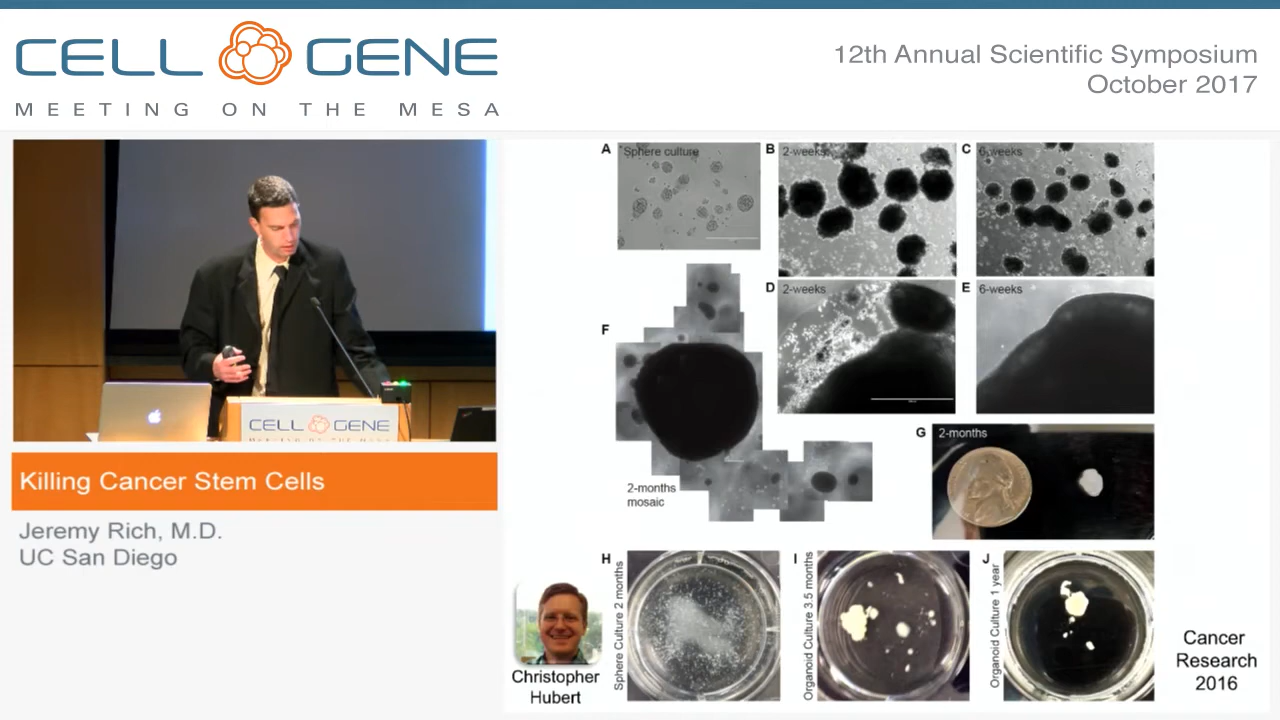 CELL GENE
MEETING ON THE MESA
12th Annual Scientific Symposium
October 2017
CELL GENE
Killing Cancer Stem Cells
Jeremy Rich, M.D.
UC San Diego
A
Sphere culture
B
2-weeks
C
6-weeks
D
2-weeks
E
6-weeks
F
2-months
mosaic
G
2-months
H
Sphere Culture 2 months
I
Organoid Culture 3.5 months
J
Organoid Culture 1 year
Christopher
Hubert
Cancer
Research
2016